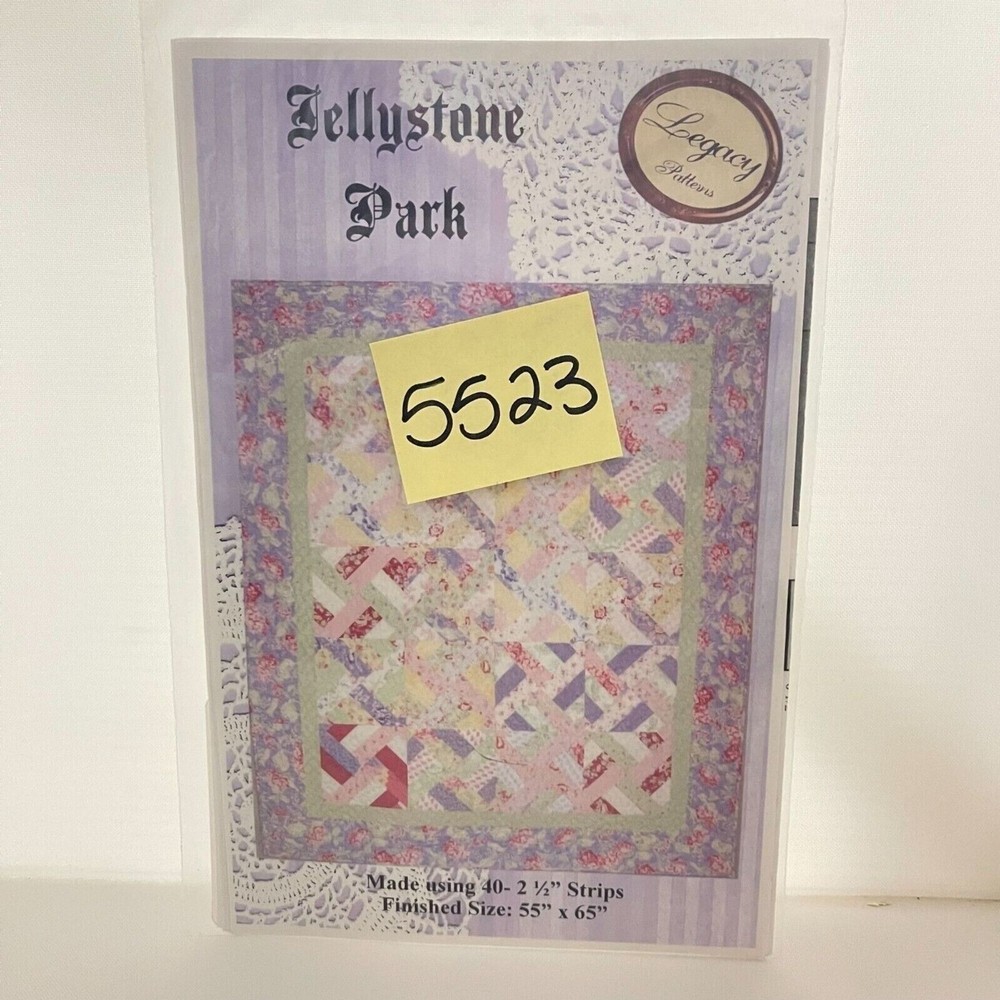 Jellystone
Park
Legacy
Patterns
5523
Made using 40- 2 ½” Strips
Finished Size: 55” x 65”